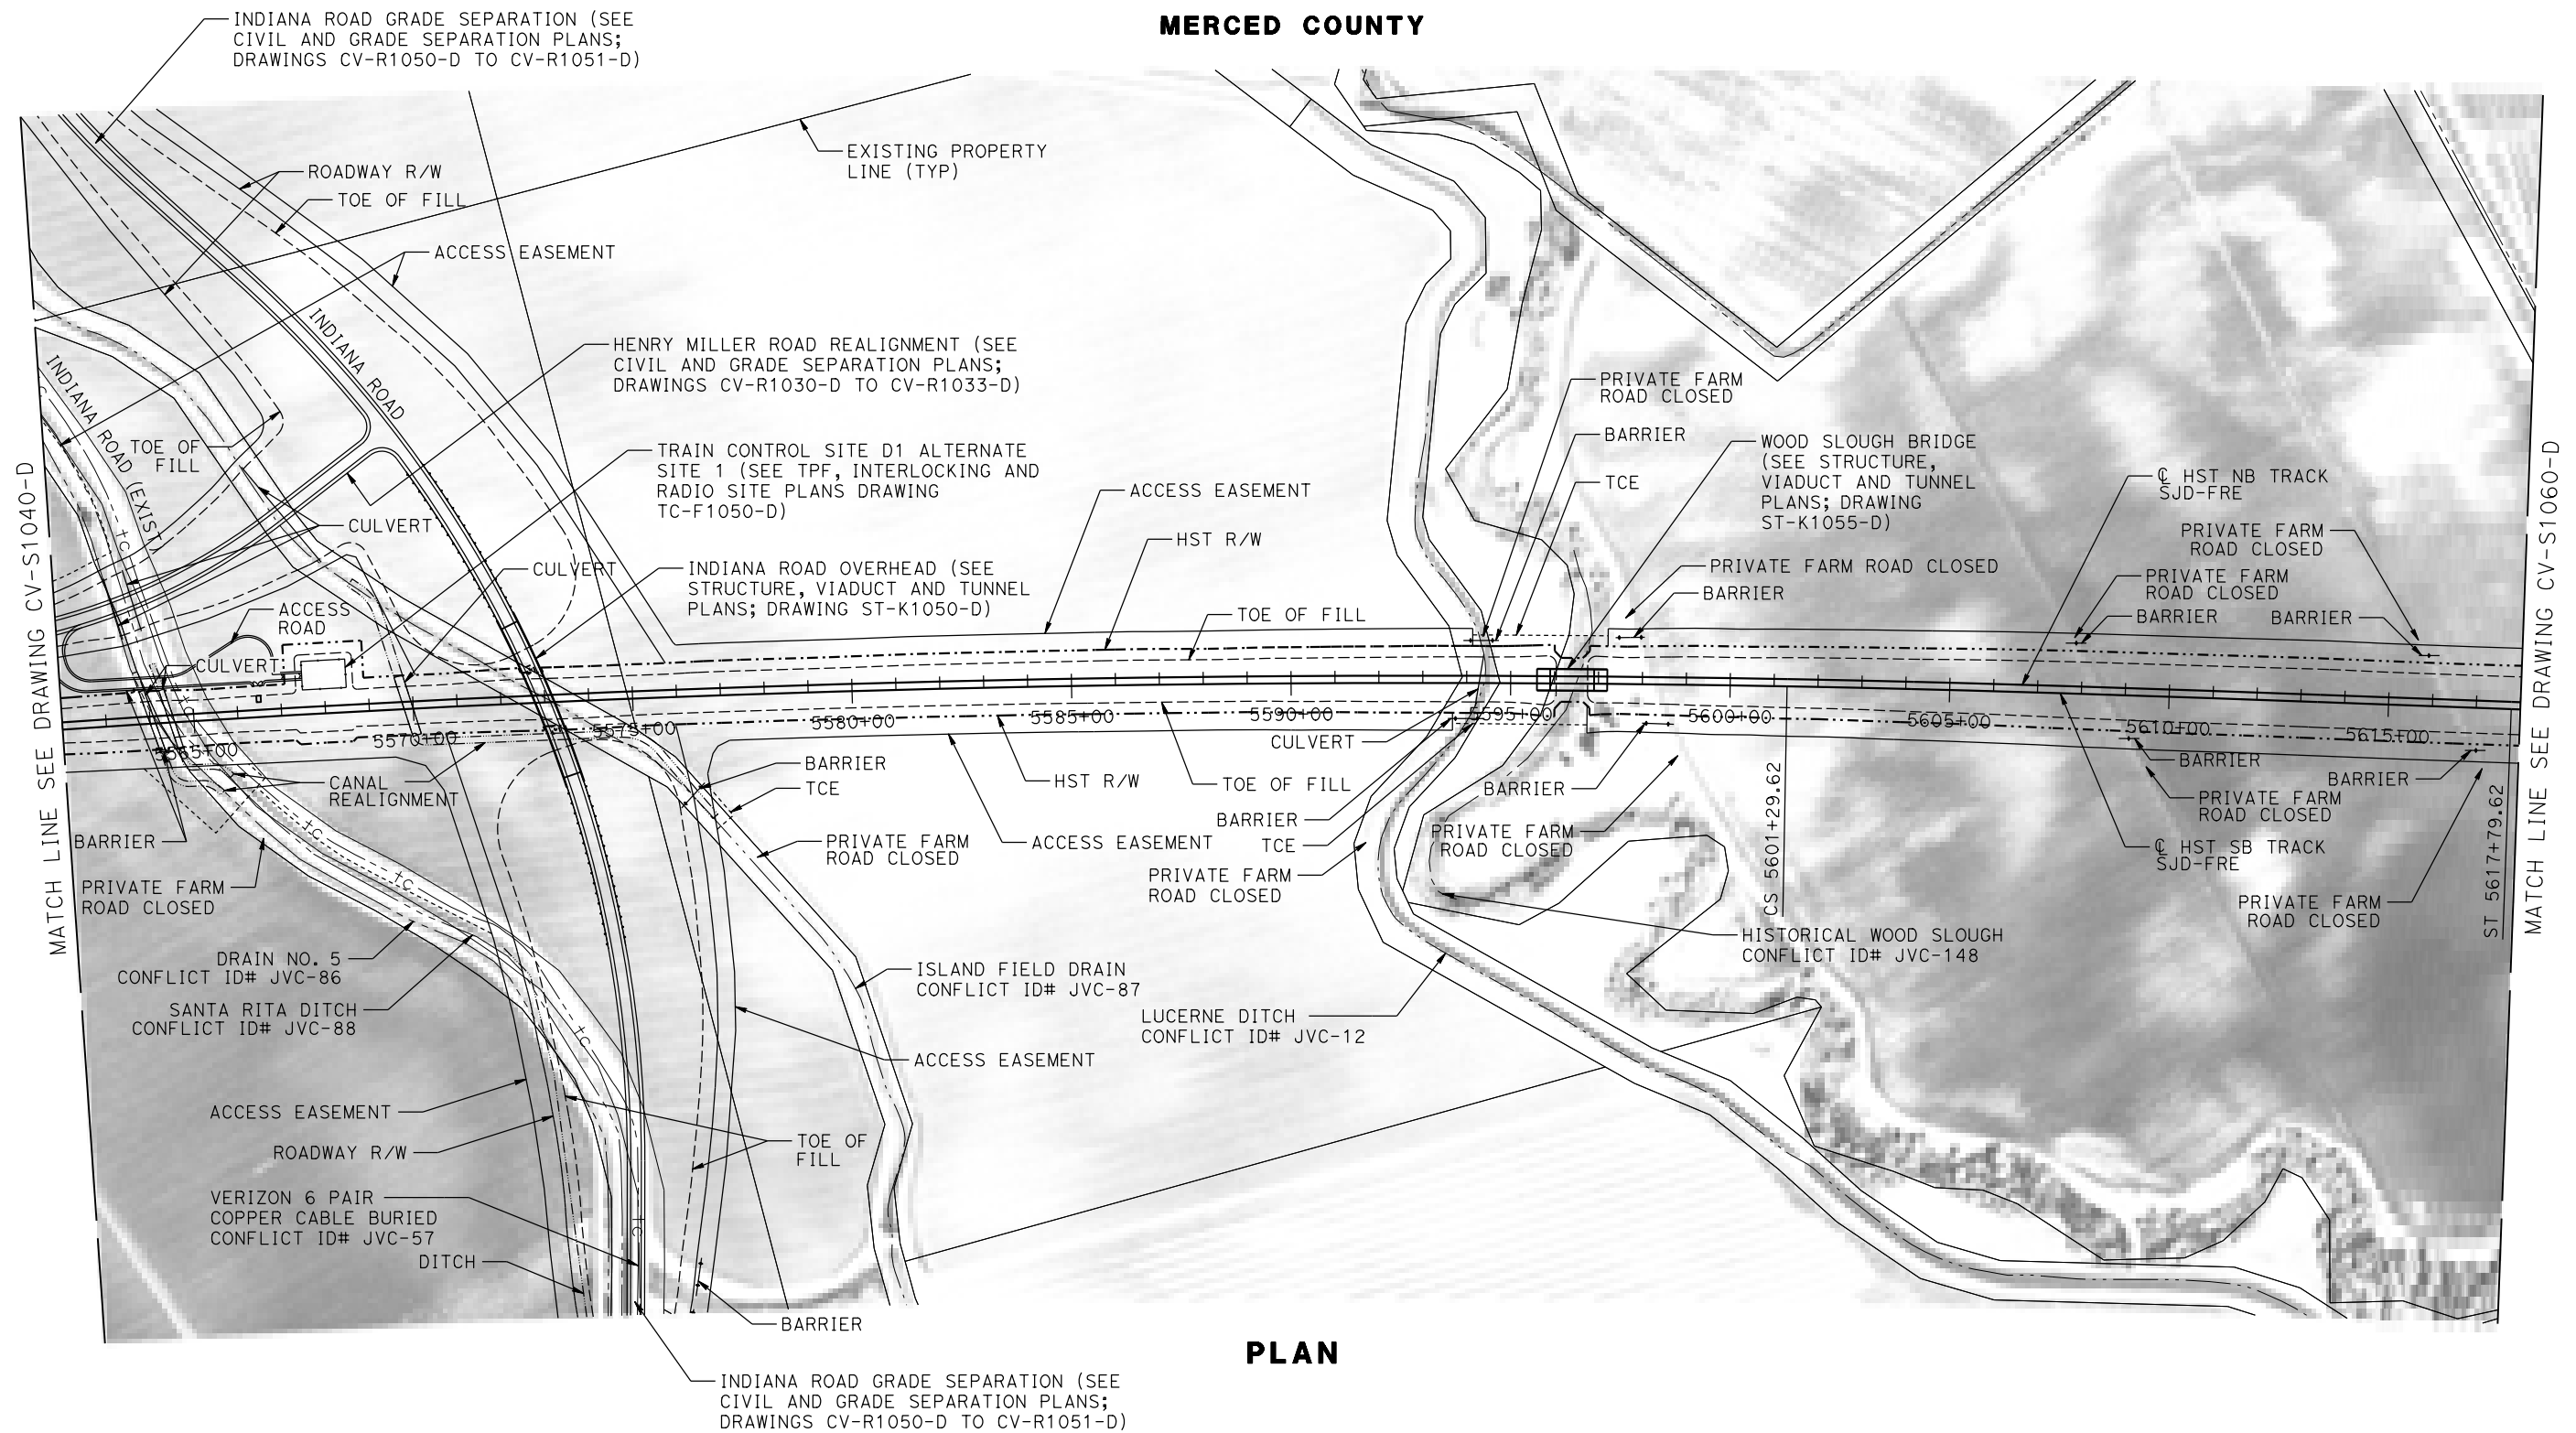 MERCED COUNTY
INDIANA ROAD GRADE SEPARATION (SEE
CIVIL AND GRADE SEPARATION PLANS;
DRAWINGS CV-R1050-D TO CV-R1051-D)
EXISTING PROPERTY
LINE (TYP)
ROADWAY R/W
TOE OF FILL
ACCESS EASEMENT
INDIANA ROAD
INDIANA ROAD (EXIST
HENRY MILLER ROAD REALIGNMENT (SEE
CIVIL AND GRADE SEPARATION PLANS;
DRAWINGS CV-R1030-D TO CV-R1033-D)
TOE OF
FILL
TRAIN CONTROL SITE D1 ALTERNATE
SITE 1 (SEE TPF, INTERLOCKING AND
RADIO SITE PLANS DRAWING
TC-F1050-D)
CULVERT
CULVERT
INDIANA ROAD OVERHEAD (SEE
STRUCTURE, VIADUCT AND TUNNEL
PLANS; DRAWING ST-K1050-D)
ACCESS
ROAD
CULVERT
ACCESS EASEMENT
HST R/W
TOE OF FILL
PRIVATE FARM
ROAD CLOSED
BARRIER
TCE
WOOD SLOUGH BRIDGE
(SEE STRUCTURE,
VIADUCT AND TUNNEL
PLANS; DRAWING
ST-K1055-D)
PRIVATE FARM ROAD CLOSED
BARRIER
℄ HST NB TRACK
SJD-FRE
PRIVATE FARM
ROAD CLOSED
PRIVATE FARM
ROAD CLOSED
BARRIER
BARRIER
MATCH LINE SEE DRAWING CV-S1040-D
MATCH LINE SEE DRAWING CV-S1060-D
5565+00
5570+00
5575+00
5580+00
5585+00
5590+00
5595+00
5600+00
5605+00
5610+00
5615+00
CANAL
REALIGNMENT
BARRIER
PRIVATE FARM
ROAD CLOSED
BARRIER
TCE
PRIVATE FARM
ROAD CLOSED
HST R/W
TOE OF FILL
ACCESS EASEMENT
CULVERT
BARRIER
TCE
PRIVATE FARM
ROAD CLOSED
BARRIER
PRIVATE FARM
ROAD CLOSED
CS 5601+29.62
BARRIER
PRIVATE FARM
ROAD CLOSED
℄ HST SB TRACK
SJD-FRE
BARRIER
PRIVATE FARM
ROAD CLOSED
ST 5617+79.62
TC
TC
TC
TC
TC
TC
DRAIN NO. 5
CONFLICT ID# JVC-86
SANTA RITA DITCH
CONFLICT ID# JVC-88
ISLAND FIELD DRAIN
CONFLICT ID# JVC-87
LUCERNE DITCH
CONFLICT ID# JVC-12
HISTORICAL WOOD SLOUGH
CONFLICT ID# JVC-148
ACCESS EASEMENT
ACCESS EASEMENT
ROADWAY R/W
TOE OF
FILL
VERIZON 6 PAIR
COPPER CABLE BURIED
CONFLICT ID# JVC-57
DITCH
BARRIER
PLAN
INDIANA ROAD GRADE SEPARATION (SEE
CIVIL AND GRADE SEPARATION PLANS;
DRAWINGS CV-R1050-D TO CV-R1051-D)